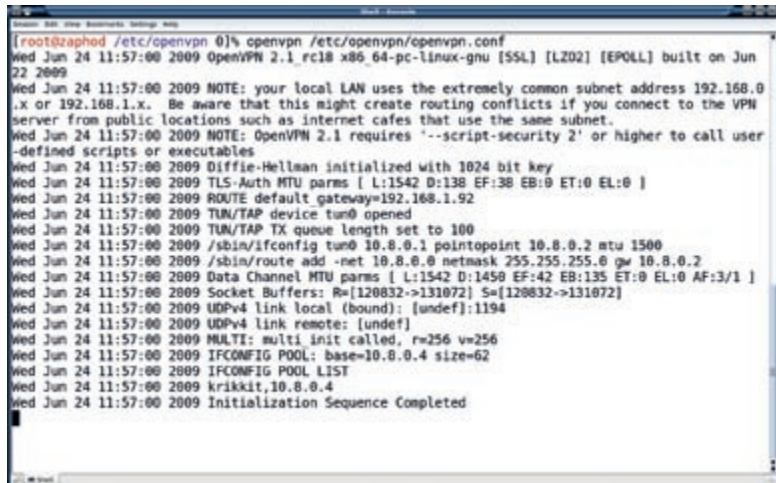 Shell - Konsole
Session Edit View Bookmarks Settings Help
[root@zaphod /etc/openvpn 0]% openvpn /etc/openvpn/openvpn.conf
Wed Jun 24 11:57:00 2009 OpenVPN 2.1_rc18 x86_64-pc-linux-gnu [SSL] [LZO2] [EPOLL] built on Jun
22 2009
Wed Jun 24 11:57:00 2009 NOTE: your local LAN uses the extremely common subnet address 192.168.0
.x or 192.168.1.x.  Be aware that this might create routing conflicts if you connect to the VPN
server from public locations such as internet cafes that use the same subnet.
Wed Jun 24 11:57:00 2009 NOTE: OpenVPN 2.1 requires '--script-security 2' or higher to call user
-defined scripts or executables
Wed Jun 24 11:57:00 2009 Diffie-Hellman initialized with 1024 bit key
Wed Jun 24 11:57:00 2009 TLS-Auth MTU parms [ L:1542 D:138 EF:38 EB:0 ET:0 EL:0 ]
Wed Jun 24 11:57:00 2009 ROUTE default_gateway=192.168.1.92
Wed Jun 24 11:57:00 2009 TUN/TAP device tun0 opened
Wed Jun 24 11:57:00 2009 TUN/TAP TX queue length set to 100
Wed Jun 24 11:57:00 2009 /sbin/ifconfig tun0 10.8.0.1 pointopoint 10.8.0.2 mtu 1500
Wed Jun 24 11:57:00 2009 /sbin/route add -net 10.8.0.0 netmask 255.255.255.0 gw 10.8.0.2
Wed Jun 24 11:57:00 2009 Data Channel MTU parms [ L:1542 D:1450 EF:42 EB:135 ET:0 EL:0 AF:3/1 ]
Wed Jun 24 11:57:00 2009 Socket Buffers: R=[120832->131072] S=[120832->131072]
Wed Jun 24 11:57:00 2009 UDPv4 link local (bound): [undef]:1194
Wed Jun 24 11:57:00 2009 UDPv4 link remote: [undef]
Wed Jun 24 11:57:00 2009 MULTI: multi_init called, r=256 v=256
Wed Jun 24 11:57:00 2009 IFCONFIG POOL: base=10.8.0.4 size=62
Wed Jun 24 11:57:00 2009 IFCONFIG POOL LIST
Wed Jun 24 11:57:00 2009 krikkit,10.8.0.4
Wed Jun 24 11:57:00 2009 Initialization Sequence Completed
Shell